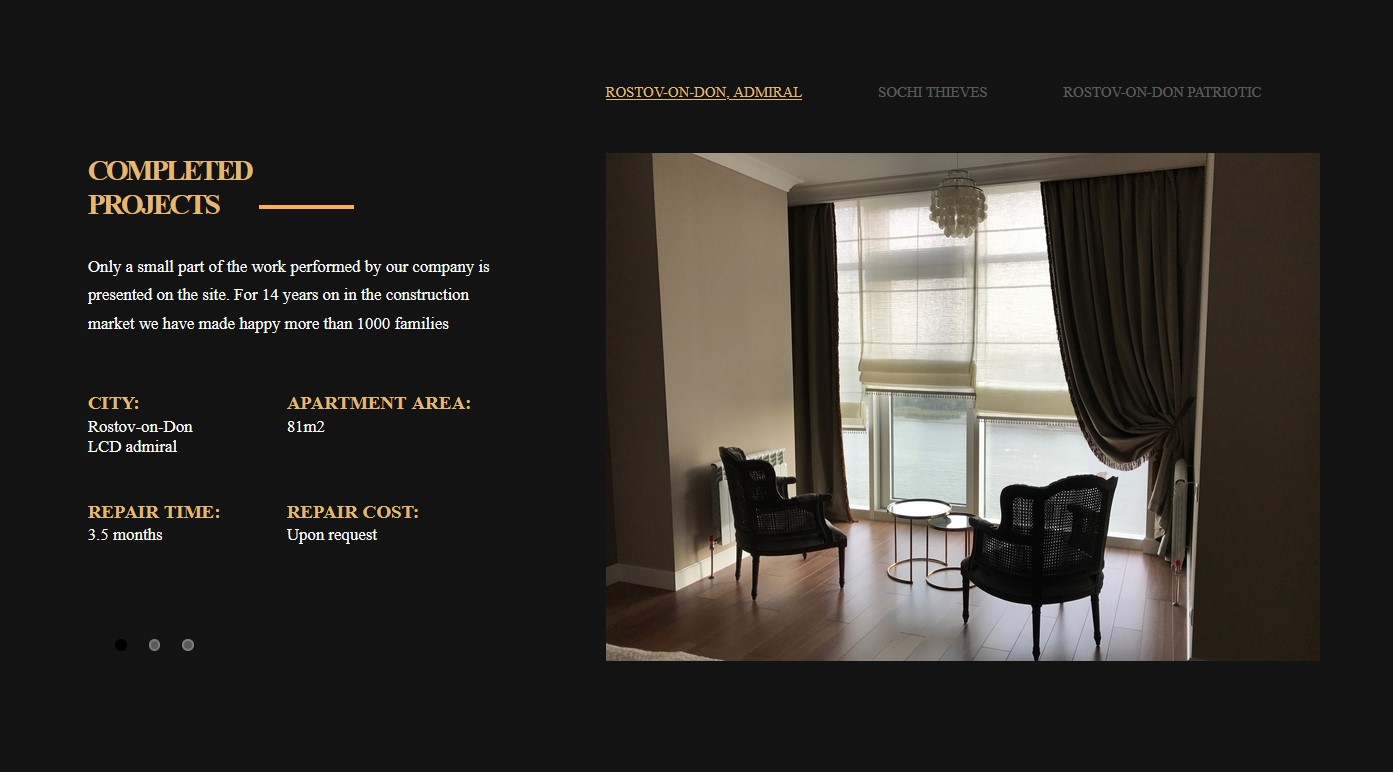 ROSTOV-ON-DON, ADMIRAL
SOCHI THIEVES
ROSTOV-ON-DON PATRIOTIC
COMPLETED
PROJECTS
Only a small part of the work performed by our company is
presented on the site. For 14 years on in the construction
market we have made happy more than 1000 families
CITY:
Rostov-on-Don
LCD admiral
APARTMENT AREA:
81m2
REPAIR TIME:
3.5 months
REPAIR COST:
Upon request